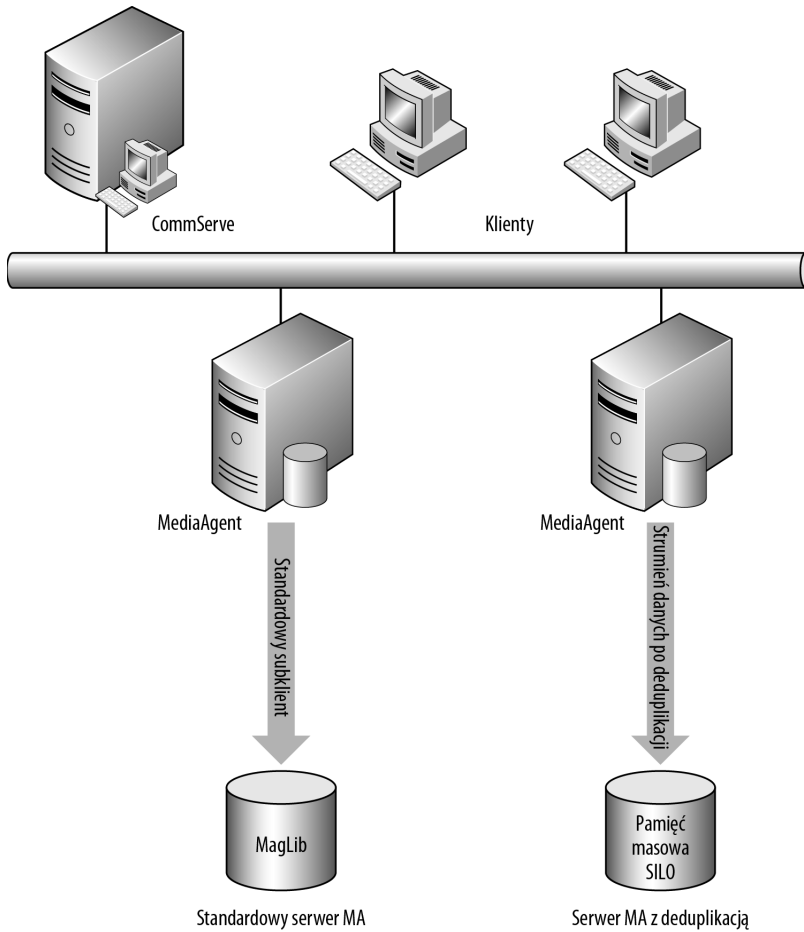 CommServe
Klienty
MediaAgent
MediaAgent
Standardowy subklient
Strumień danych po deduplikacji
MagLib
Pamięć
masowa
SILO
Standardowy serwer MA
Serwer MA z deduplikacją